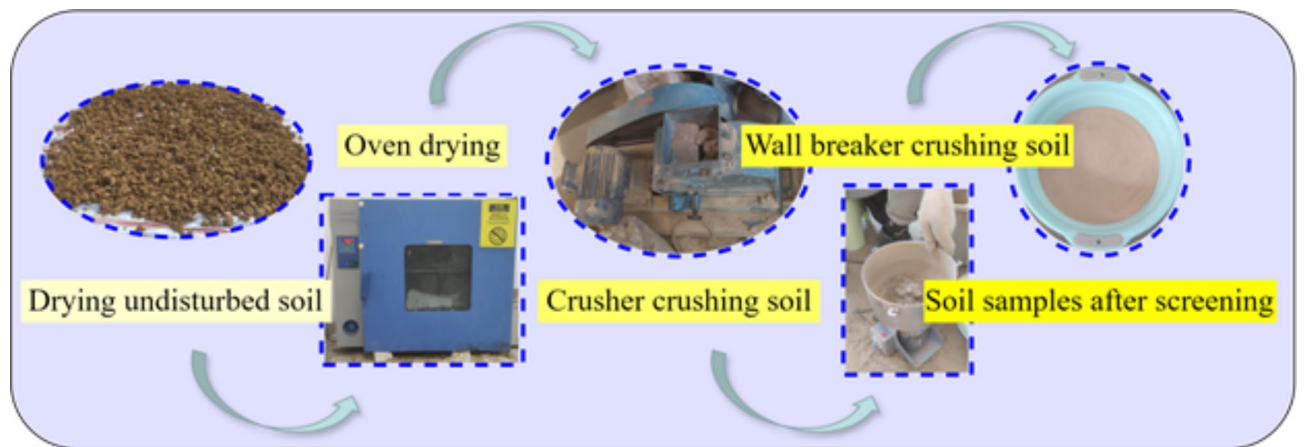 Drying undisturbed soil
Oven drying
Crusher crushing soil
Wall breaker crushing soil
Soil samples after screening